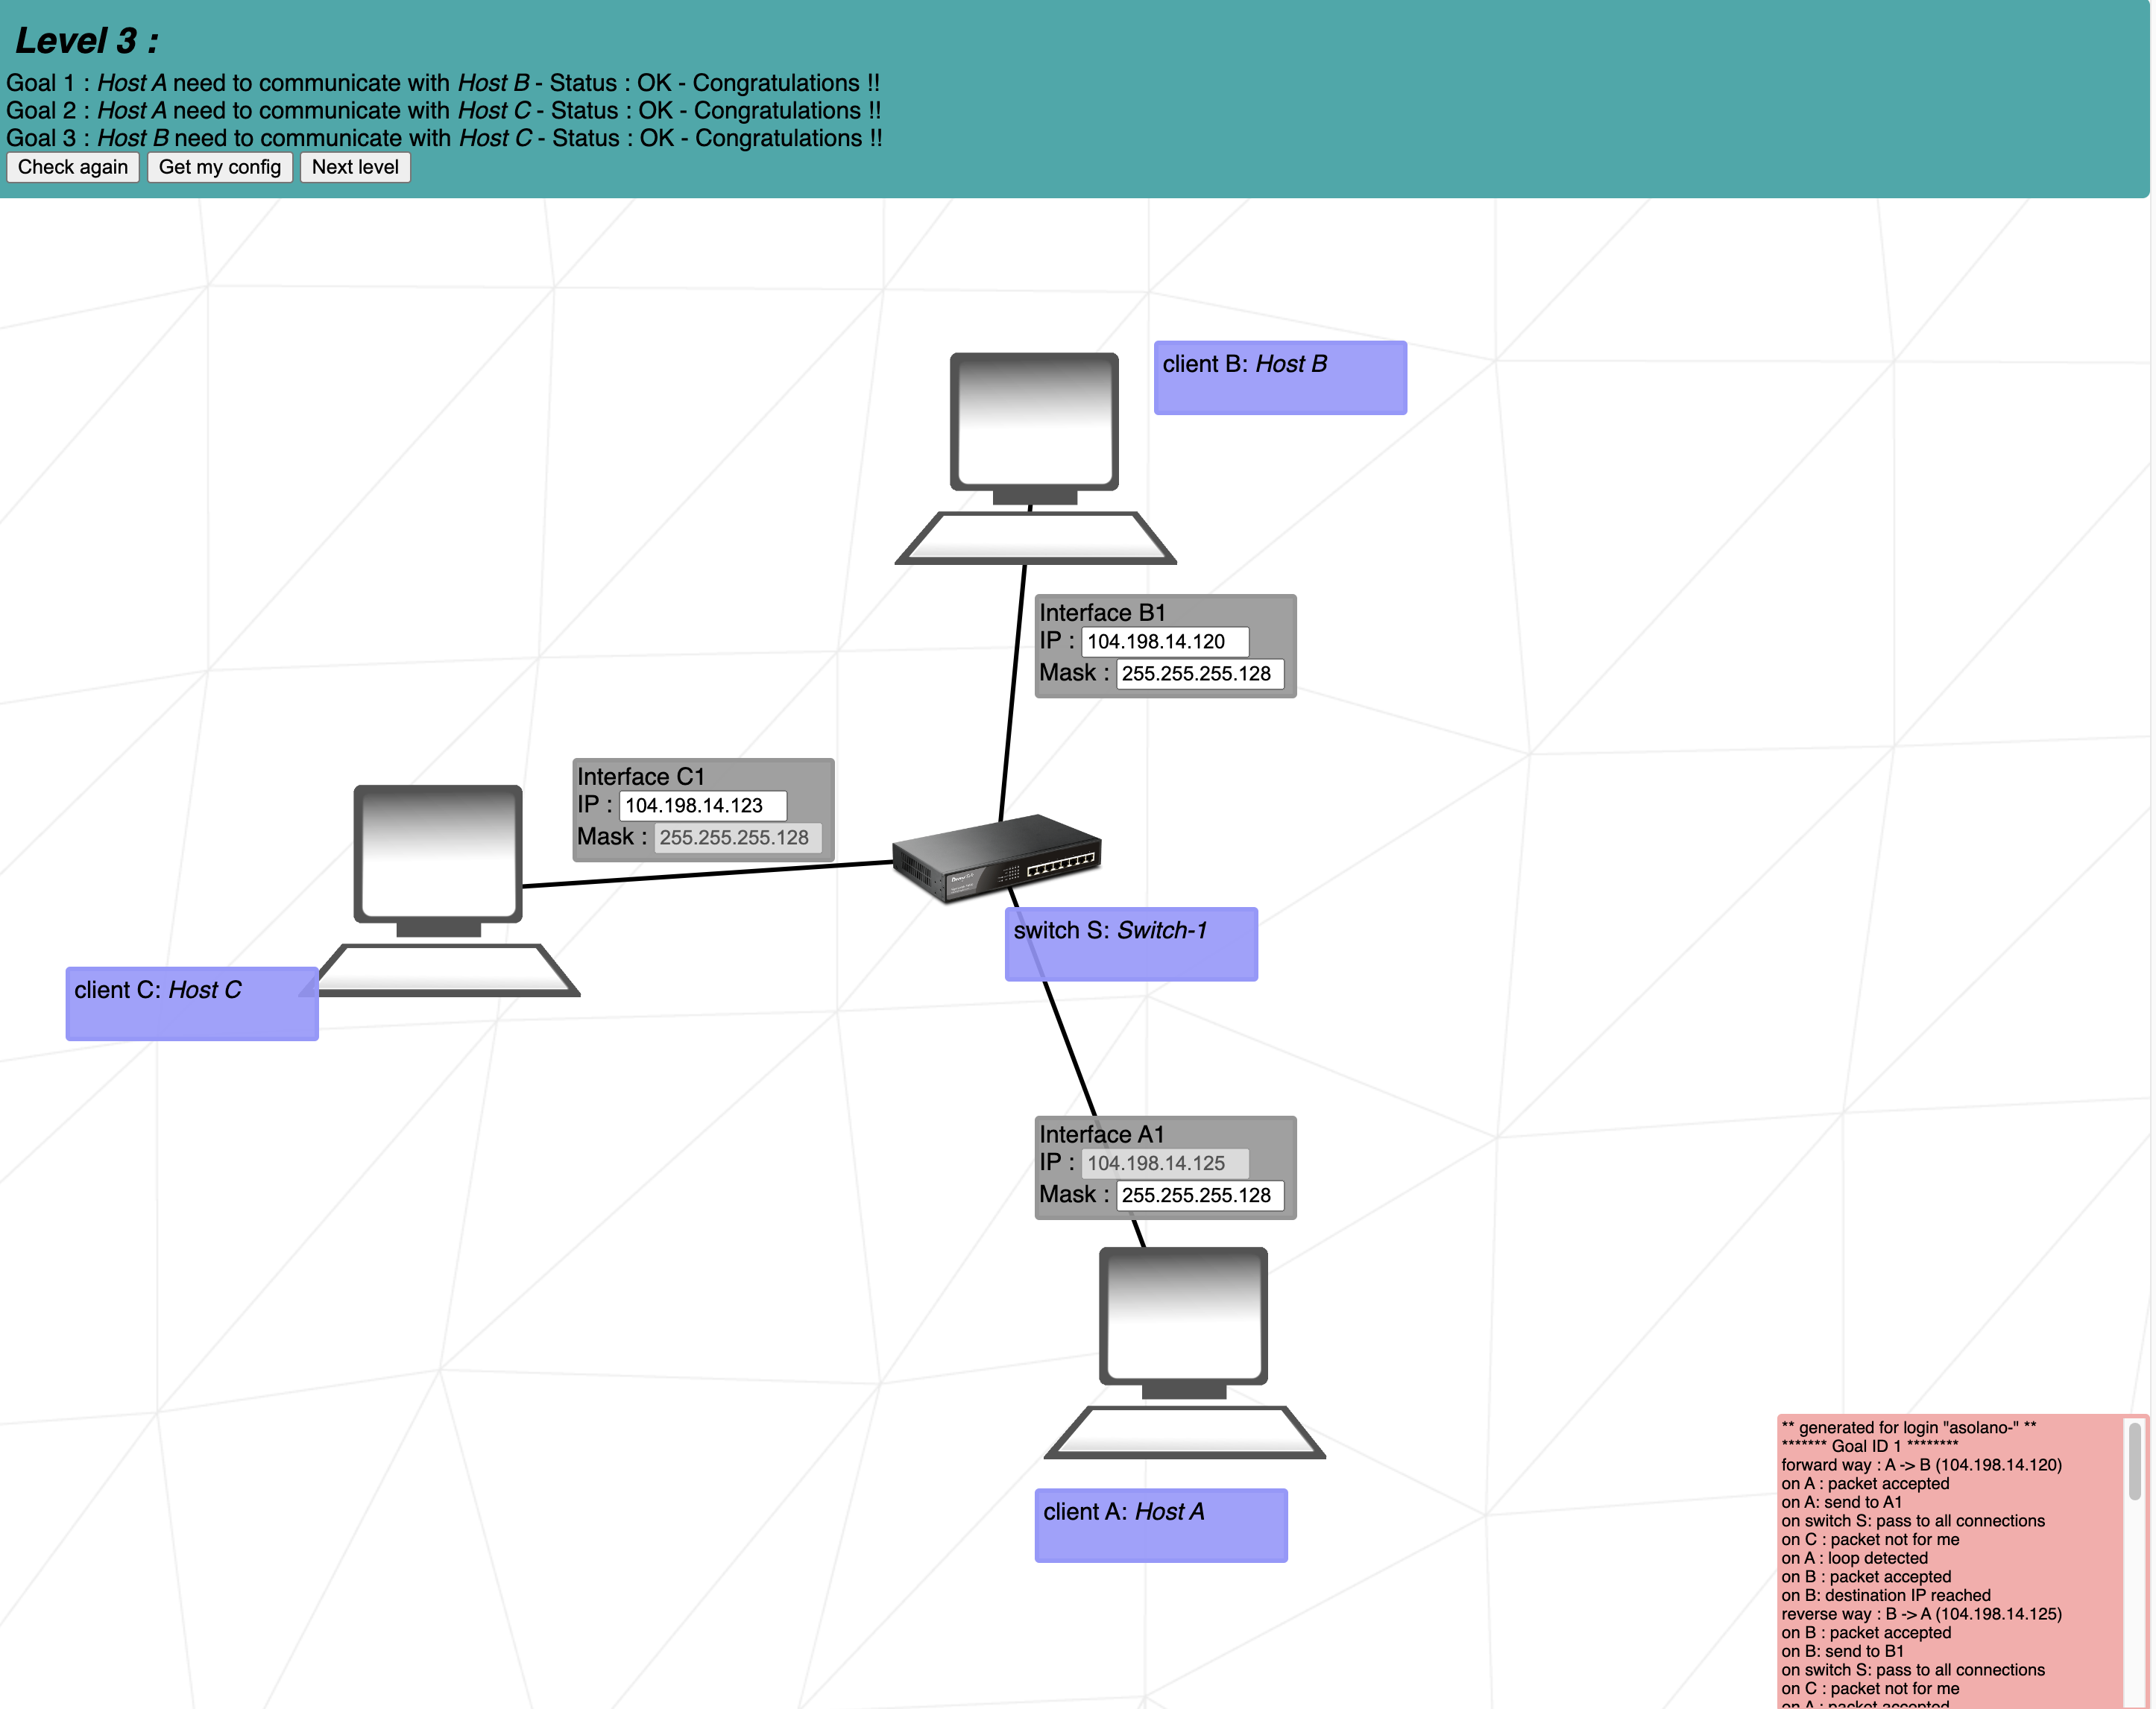 Level 3 :
Goal 1 : Host A need to communicate with Host B - Status : OK - Congratulations !!
Goal 2 : Host A need to communicate with Host C - Status : OK - Congratulations !!
Goal 3 : Host B need to communicate with Host C - Status : OK - Congratulations !!
Check again Get my config Next level
client B: Host B
Interface B1
IP : 104.198.14.120
Mask : 255.255.255.128
Interface C1
IP : 104.198.14.123
Mask : 255.255.255.128
switch S: Switch-1
client C: Host C
Interface A1
IP : 104.198.14.125
Mask : 255.255.255.128
client A: Host A
** generated for login "asolano-" **
******* Goal ID 1 ********
forward way : A -> B (104.198.14.120)
on A : packet accepted
on A: send to A1
on switch S: pass to all connections
on C : packet not for me
on A : loop detected
on B : packet accepted
on B: destination IP reached
reverse way : B -> A (104.198.14.125)
on B : packet accepted
on B: send to B1
on switch S: pass to all connections
on C : packet not for me
on A : packet accepted